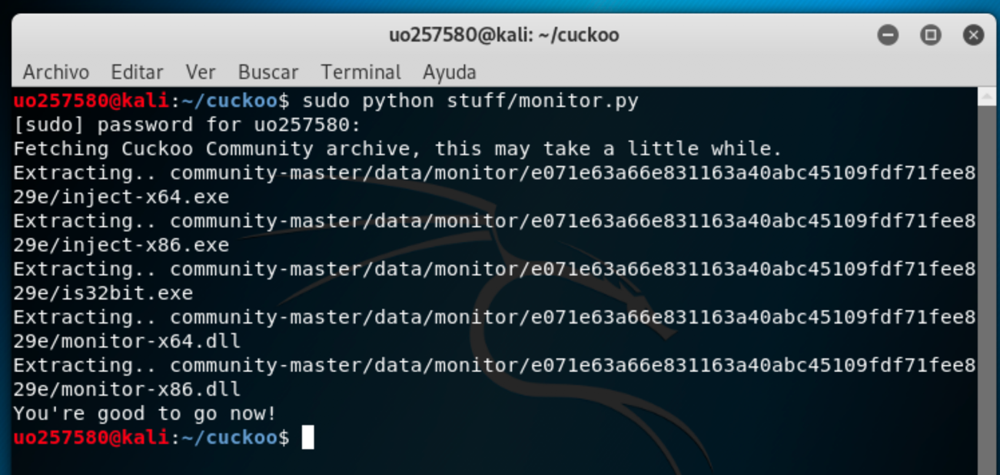 uo257580@kali: ~/cuckoo
Archivo Editar Ver Buscar Terminal Ayuda
uo257580@kali:~/cuckoo$ sudo python stuff/monitor.py
[sudo] password for uo257580:
Fetching Cuckoo Community archive, this may take a little while.
Extracting.. community-master/data/monitor/e071e63a66e831163a40abc45109fdf71fee8
29e/inject-x64.exe
Extracting.. community-master/data/monitor/e071e63a66e831163a40abc45109fdf71fee8
29e/inject-x86.exe
Extracting.. community-master/data/monitor/e071e63a66e831163a40abc45109fdf71fee8
29e/is32bit.exe
Extracting.. community-master/data/monitor/e071e63a66e831163a40abc45109fdf71fee8
29e/monitor-x64.dll
Extracting.. community-master/data/monitor/e071e63a66e831163a40abc45109fdf71fee8
29e/monitor-x86.dll
You're good to go now!
uo257580@kali:~/cuckoo$